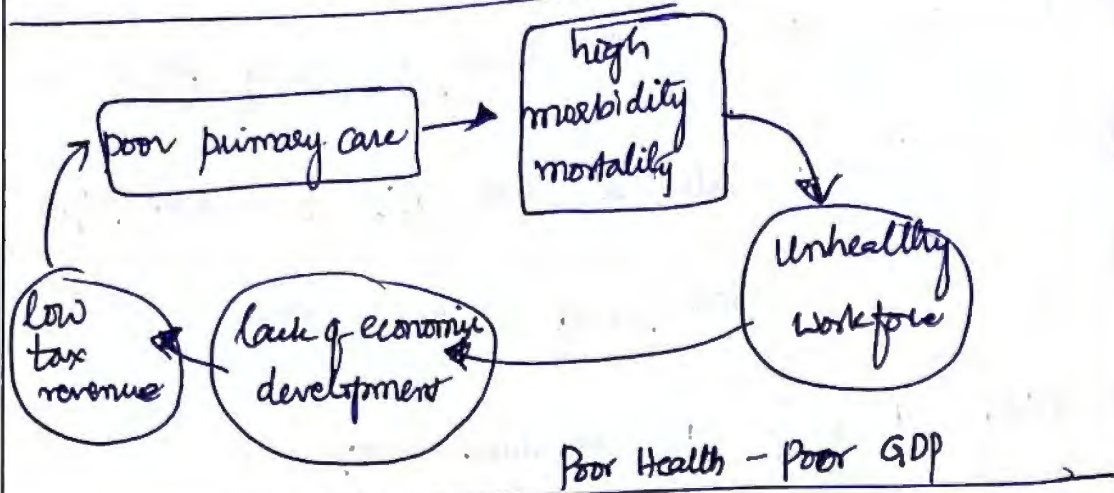 poor primary care
high
morbidity
mortality
unhealthy
workforce
lack of economic
development
low
tax
revenue
Poor Health - Poor GDP